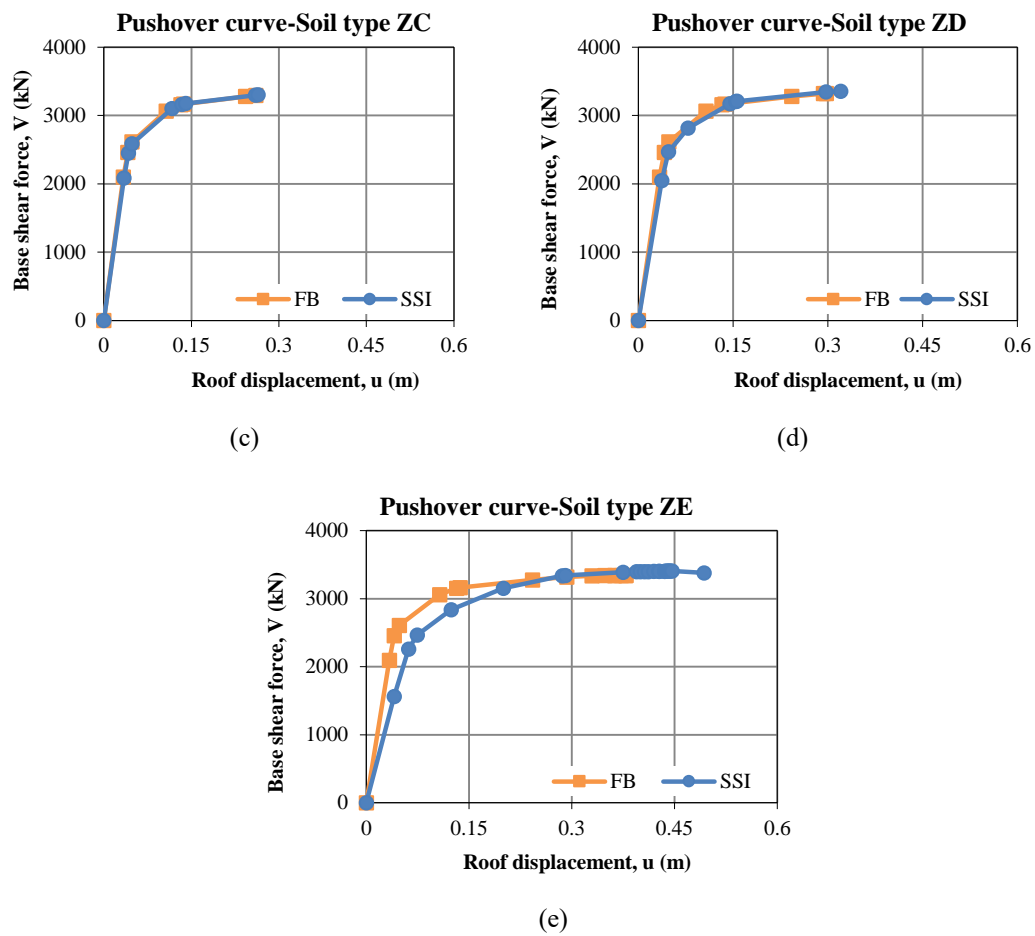 Pushover curve-Soil type ZC
4000
3000
2000
1000
0
Base shear force, V (kN)
FB
SSI
0 0.15 0.3 0.45 0.6
Roof displacement, u (m)
(c)
Pushover curve-Soil type ZD
4000
3000
2000
1000
0
Base shear force, V (kN)
FB
SSI
0 0.15 0.3 0.45 0.6
Roof displacement, u (m)
(d)
Pushover curve-Soil type ZE
4000
3000
2000
1000
0
Base shear force, V (kN)
FB
SSI
0 0.15 0.3 0.45 0.6
Roof displacement, u (m)
(e)